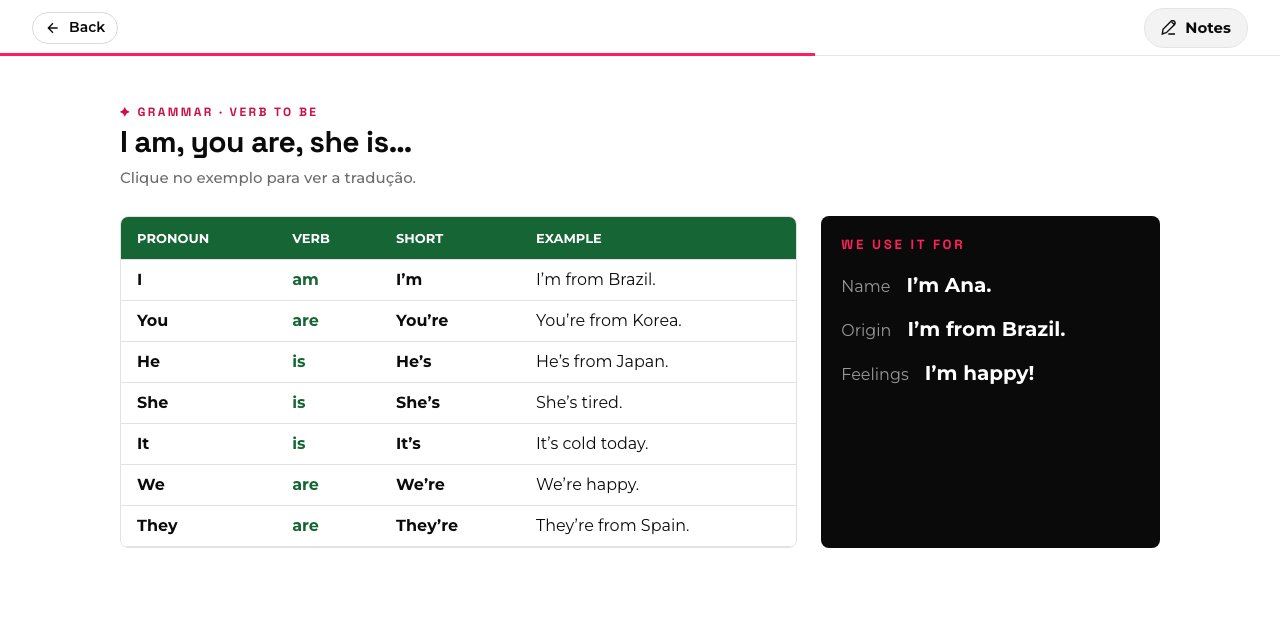 Back
Notes
GRAMMAR · VERB TO BE
I am, you are, she is...
Clique no exemplo para ver a tradução.
PRONOUN VERB SHORT EXAMPLE
I am I’m I’m from Brazil.
You are You’re You’re from Korea.
He is He’s He’s from Japan.
She is She’s She’s tired.
It is It’s It’s cold today.
We are We’re We’re happy.
They are They’re They’re from Spain.
WE USE IT FOR
Name I’m Ana.
Origin I’m from Brazil.
Feelings I’m happy!